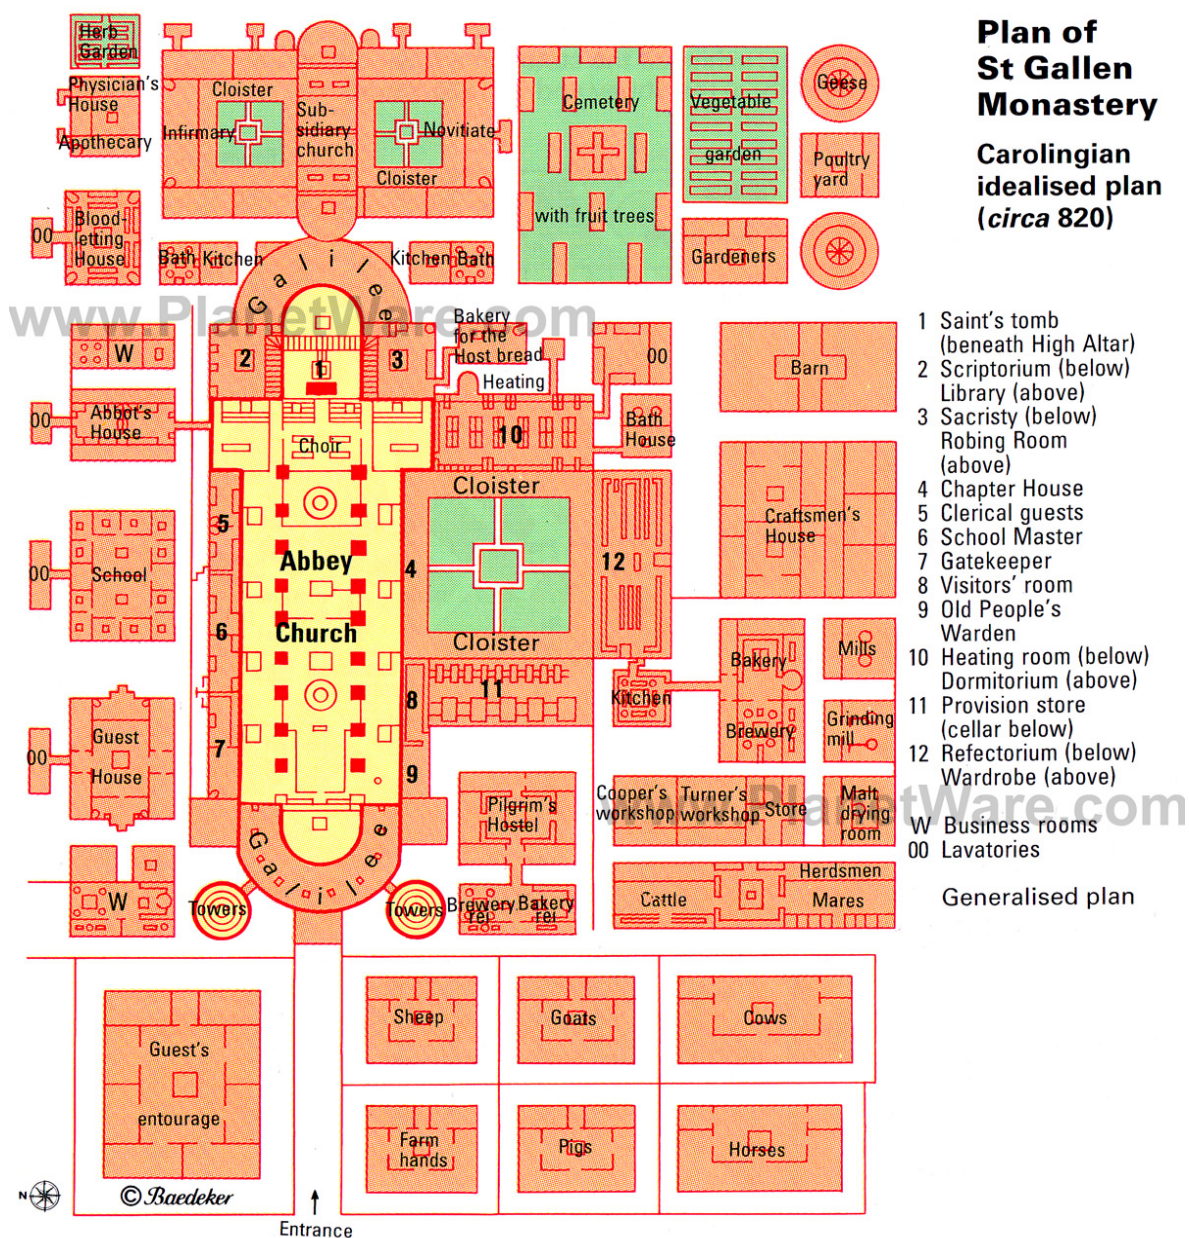 Plan of
St Gallen
Monastery
Carolingian
idealised plan
(circa 820)
Herb
Garden
Physician's
House
Apothecary
Cloister
Infirmary
Sub-
sidiary
church
Novitiate
Cloister
Cemetery
with fruit trees
Vegetable
garden
Geese
Poultry
yard
Gardeners
00
Blood-
letting
House
Bath
Kitchen
Kitchen
Bath
Galilee
www.PlanetWare.com
W
2
1
3
Bakery
for the
Host bread
Heating
00
Barn
00
Abbot's
House
Choir
10
Bath
House
Cloister
Craftsmen's
House
5
Abbey
4
12
00
School
6
Church
Cloister
Bakery
Mills
8
11
Kitchen
Brewery
Grinding
mill
00
Guest
House
7
9
Pilgrim's
Hostel
Cooper's
workshop
Turner's
workshop
Store
Malt
drying
room
www.PlanetWare.com
Galilee
W
Towers
Towers
Brewery
rei
Bakery
rei
Cattle
Herdsmen
Mares
Guest's
entourage
Sheep
Goats
Cows
Farm
hands
Pigs
Horses
N
© Baedeker
Entrance
1 Saint's tomb
(beneath High Altar)
2 Scriptorium (below)
Library (above)
3 Sacristy (below)
Robing Room
(above)
4 Chapter House
5 Clerical guests
6 School Master
7 Gatekeeper
8 Visitors' room
9 Old People's
Warden
10 Heating room (below)
Dormitorium (above)
11 Provision store
(cellar below)
12 Refectorium (below)
Wardrobe (above)
W Business rooms
00 Lavatories
Generalised plan